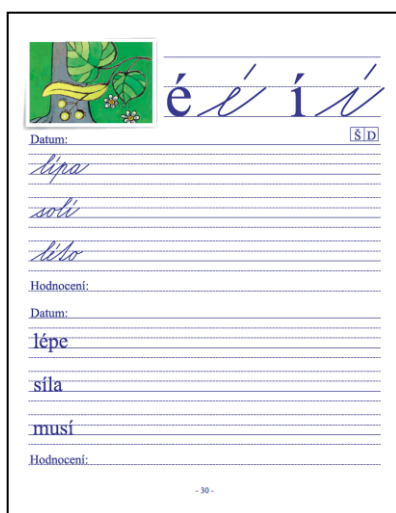 é é í í
Š D
Datum:
lípa
solí
léto
Hodnocení:
Datum:
lépe
síla
musí
Hodnocení:
- 30 -